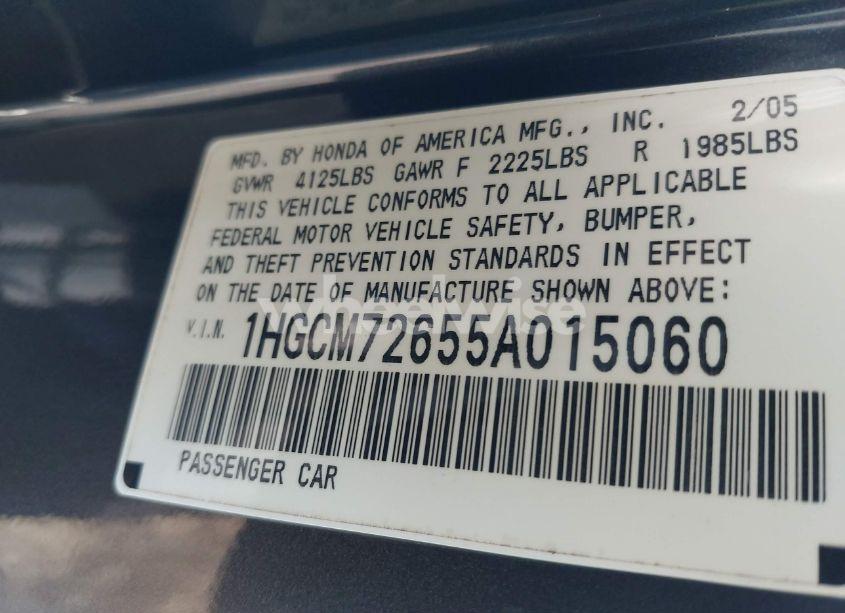 MFD. BY HONDA OF AMERICA MFG., INC. 2/05
GVWR 4125LBS GAWR F 2225LBS R 1985LBS
THIS VEHICLE CONFORMS TO ALL APPLICABLE
FEDERAL MOTOR VEHICLE SAFETY, BUMPER,
AND THEFT PREVENTION STANDARDS IN EFFECT
ON THE DATE OF MANUFACTURE SHOWN ABOVE:
V.I.N. 1HGCM72655A015060
PASSENGER CAR
wheelwise